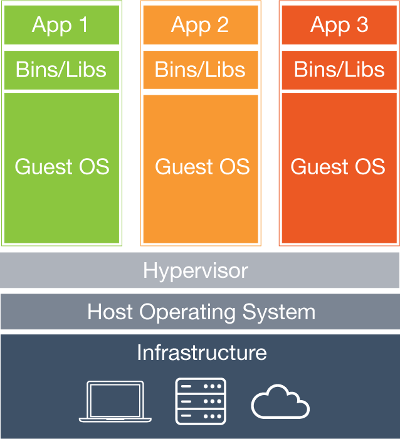 App 1
App 2
App 3
Bins/Libs
Bins/Libs
Bins/Libs
Guest OS
Guest OS
Guest OS
Hypervisor
Host Operating System
Infrastructure